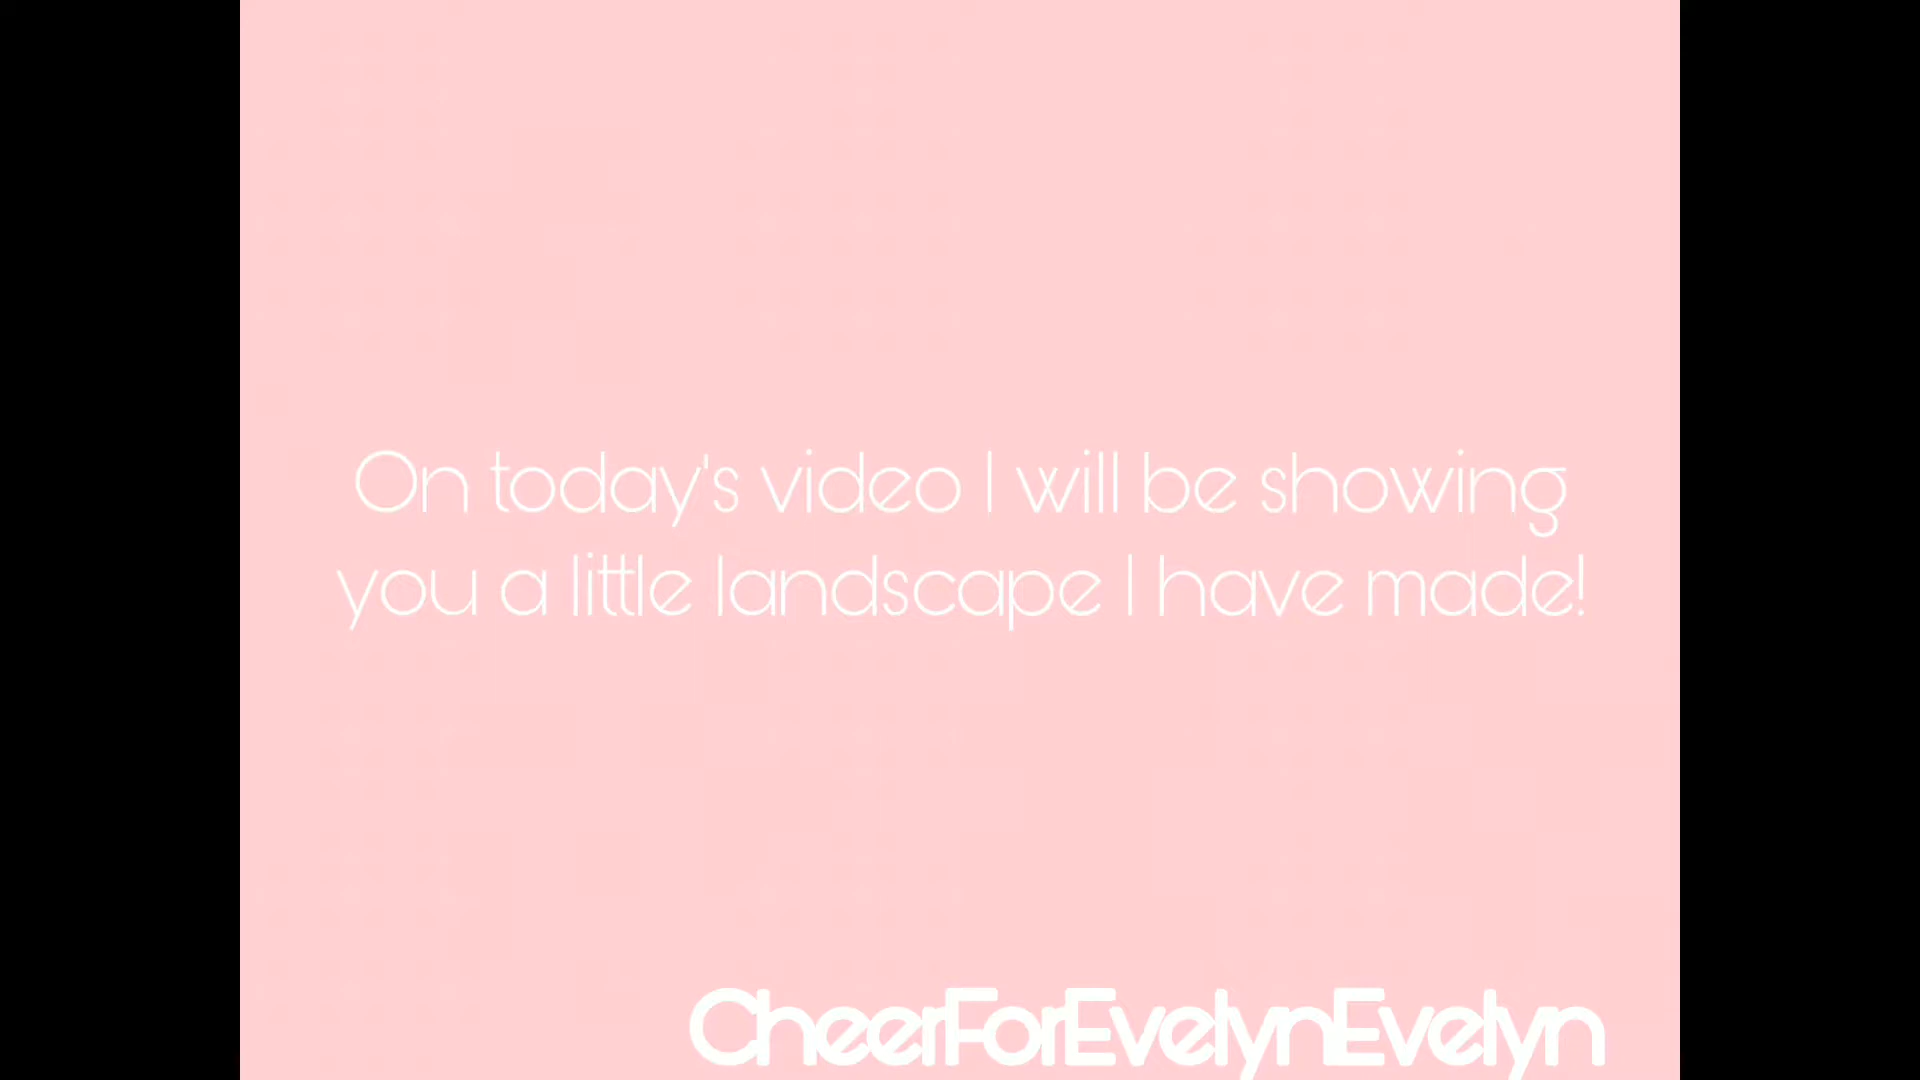 On today's video I will be showing
you a little landscape I have made!
CheerForEvelynEvelyn